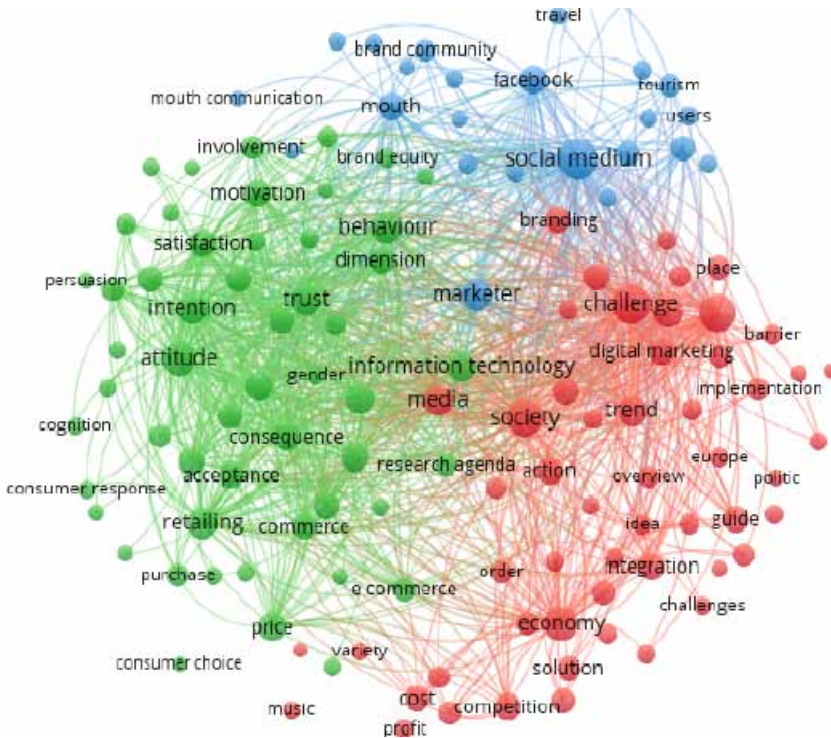 travel
brand community
facebook
tourism
mouth communication
mouth
users
involvement
brand equity
social medium
motivation
branding
behaviour
satisfaction
dimension
place
persuasion
marketer
intention
trust
challenge
barrier
attitude
digital marketing
information technology
gender
implementation
media
society
trend
cognition
consequence
europe
acceptance
research agenda
action
overview
politic
consumer response
retailing
commerce
idea
guide
purchase
e commerce
order
integration
challenges
price
economy
variety
consumer choice
solution
cost
competition
music
profit